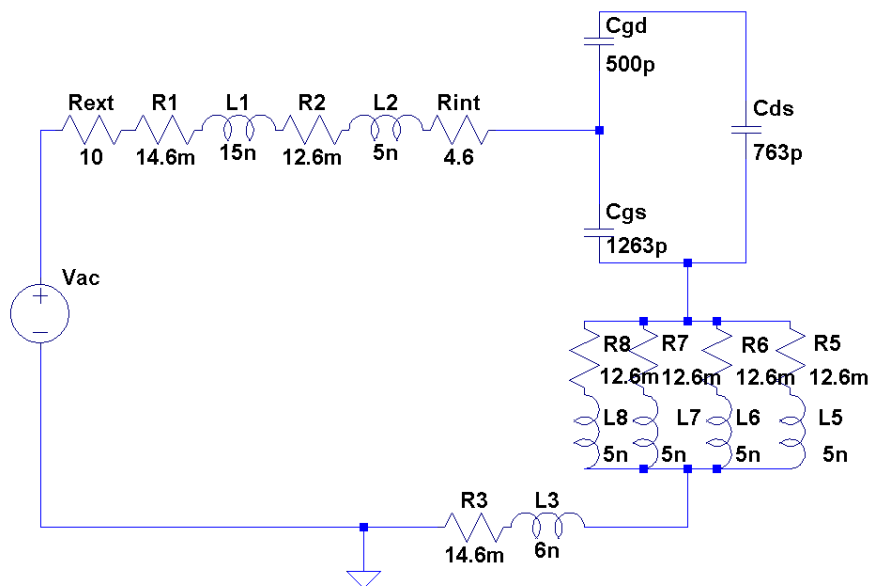 Cgd
500p
Rext
R1
L1
R2
L2
Rint
10
14.6m
15n
12.6m
5n
4.6
Cds
763p
Cgs
1263p
Vac
R8
R7
R6
R5
12.6m
12.6m
12.6m
12.6m
L8
L7
L6
L5
5n
5n
5n
5n
R3
L3
14.6m
6n